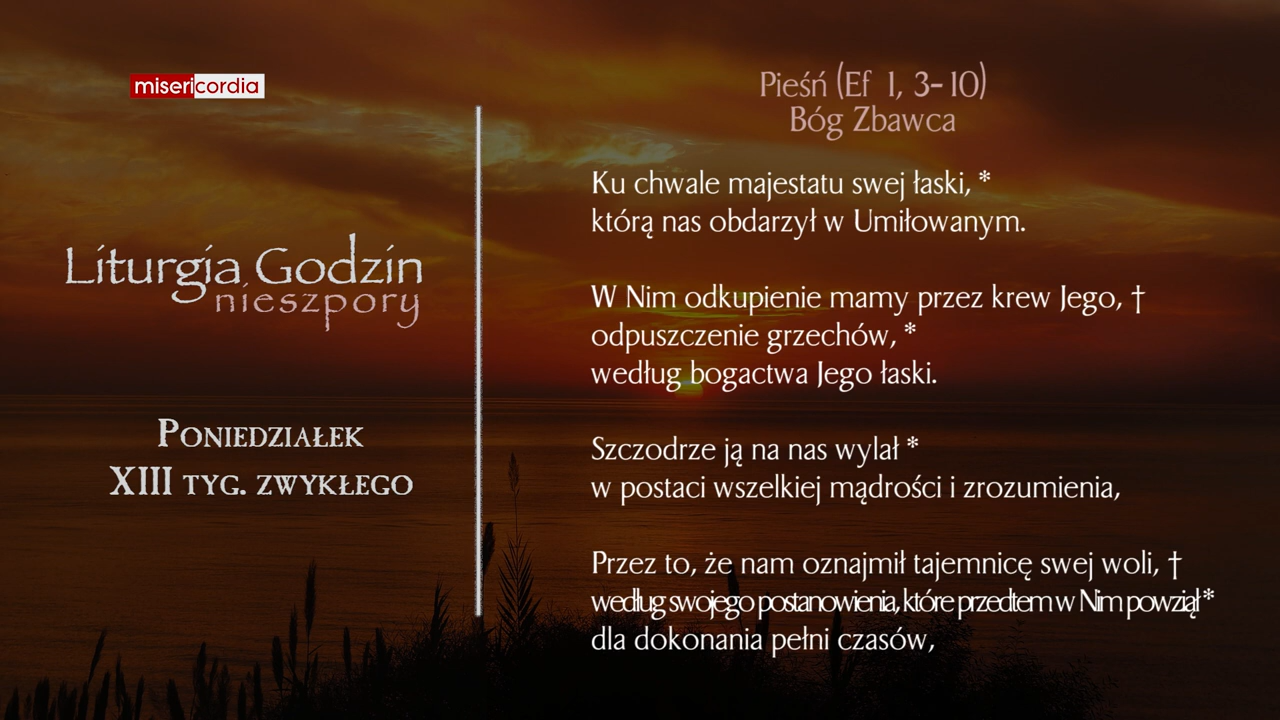 misericordia
Liturgia Godzin
nieszpory
Poniedziałek
XIII tyg. zwykłego
Pieśń (Ef 1, 3-10)
Bóg Zbawca
Ku chwale majestatu swej łaski, *
którą nas obdarzył w Umiłowanym.
W Nim odkupienie mamy przez krew Jego, †
odpuszczenie grzechów, *
według bogactwa Jego łaski.
Szczodrze ją na nas wylał *
w postaci wszelkiej mądrości i zrozumienia,
Przez to, że nam oznajmił tajemnicę swej woli, †
według swojego postanowienia, które przedtem w Nim powziął *
dla dokonania pełni czasów,